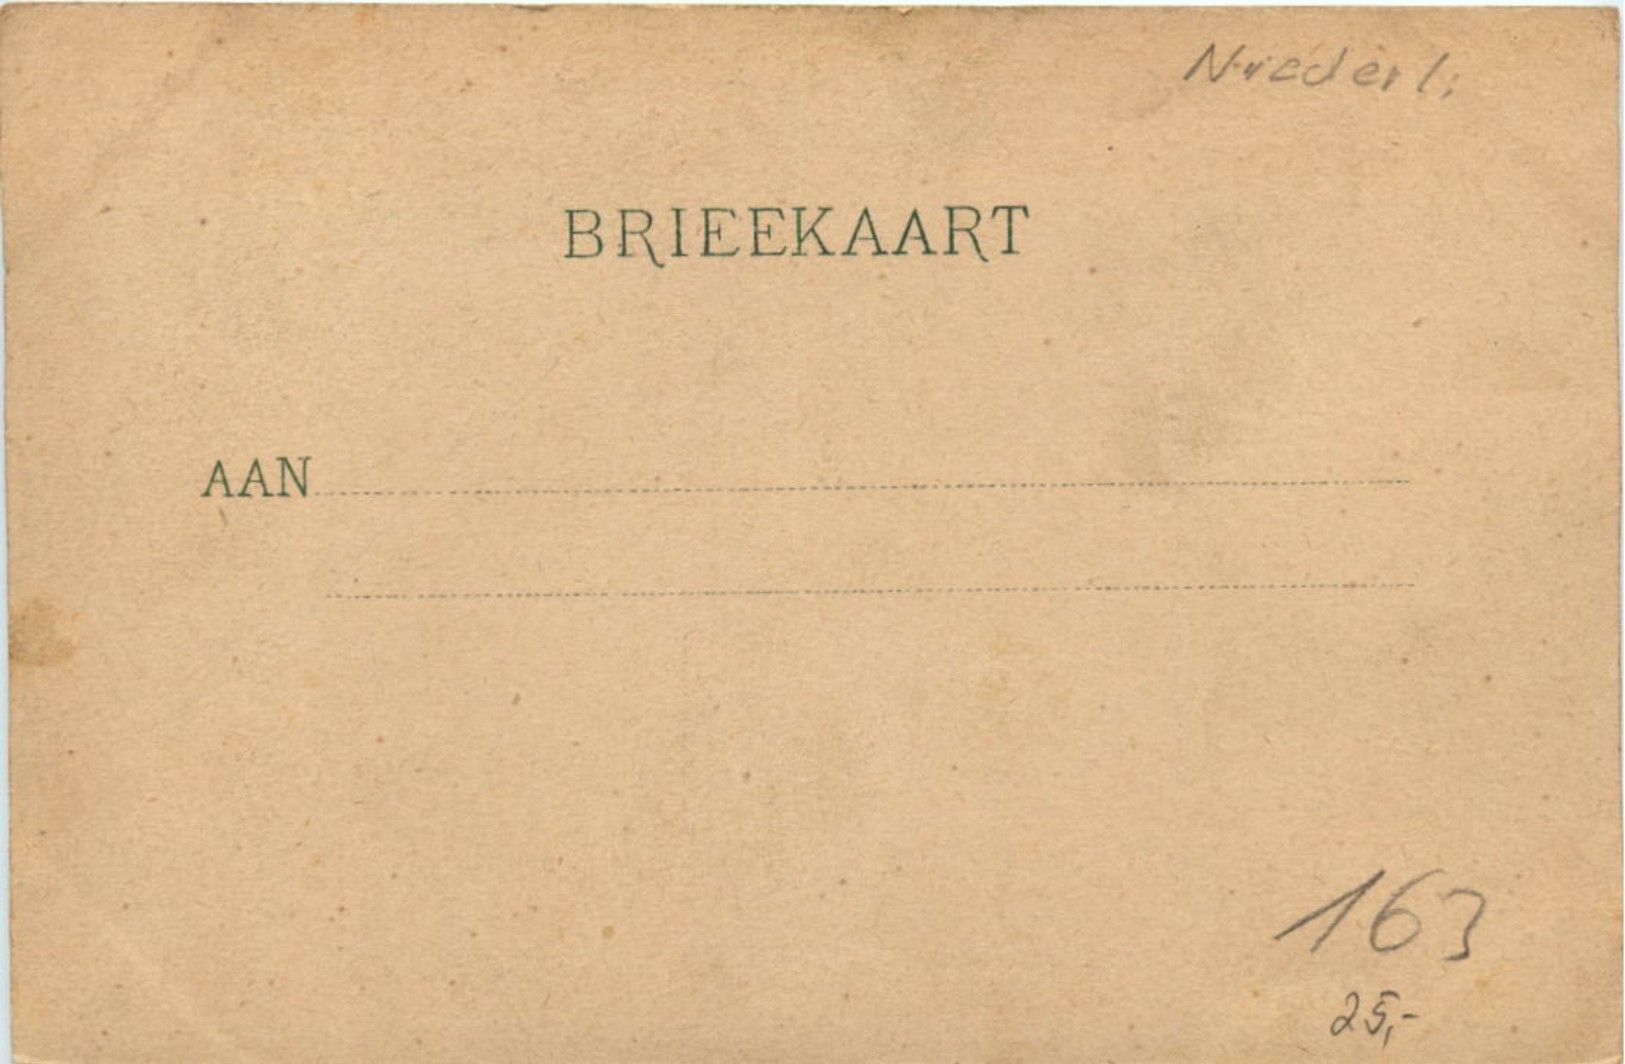 Niederl.
BRIEEKAART
AAN
163
25,-